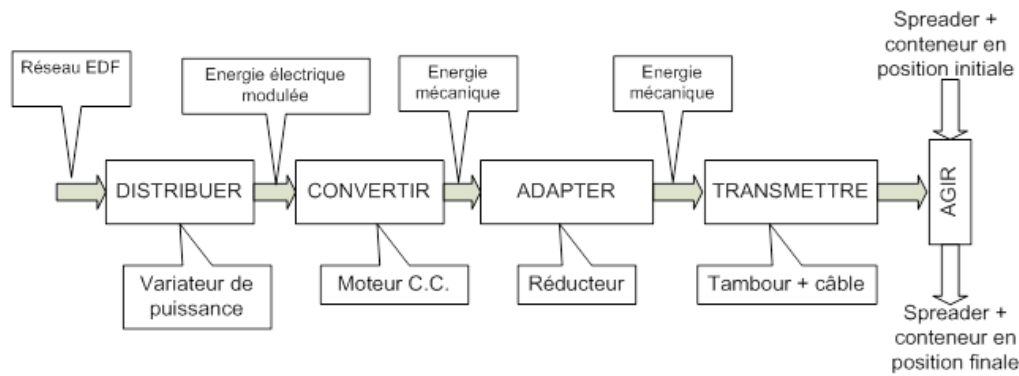 Spreader +
conteneur en
position initiale
Réseau EDF
Energie électrique
modulée
Energie
mécanique
Energie
mécanique
DISTRIBUER
CONVERTIR
ADAPTER
TRANSMETTRE
AGIR
Variateur de
puissance
Moteur C.C.
Réducteur
Tambour + câble
Spreader +
conteneur en
position finale